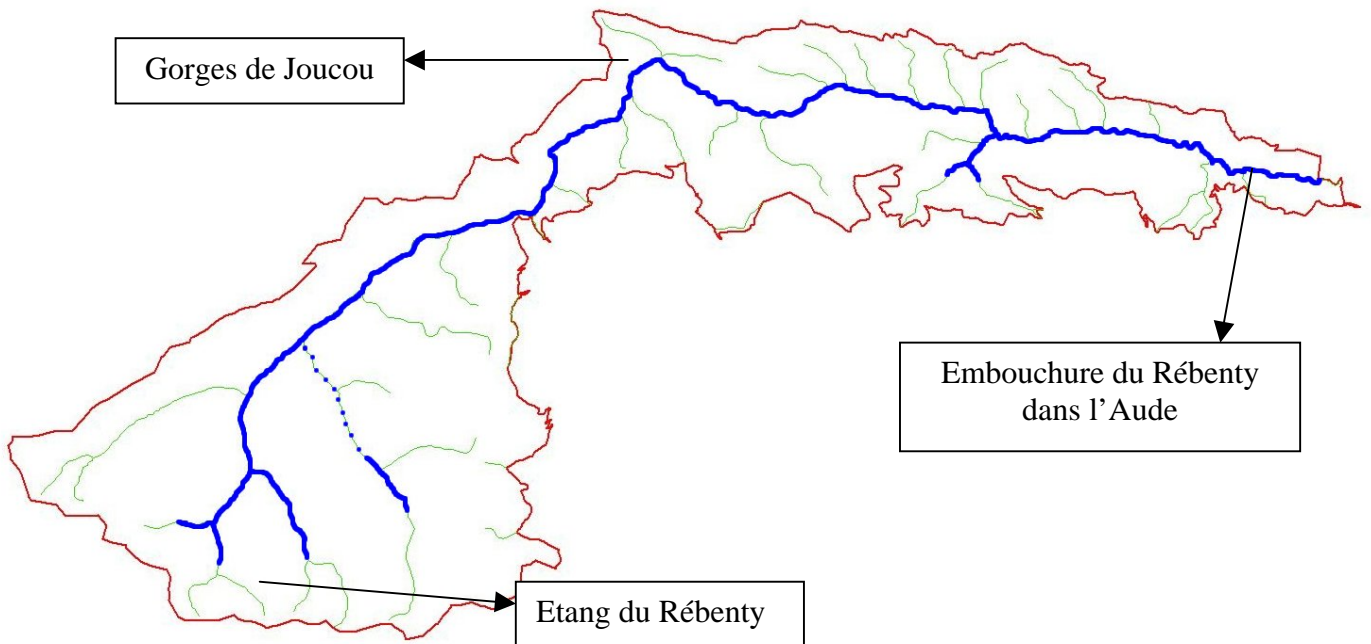 Gorges de Joucou
Embouchure du Rébenty
dans l'Aude
Etang du Rébenty